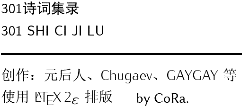 301诗词集录
301 SHI CI JI LU
创作：元后人、Chugaev、GAYGAY 等
使用 LATEX 2ε 排版 by CoRa.